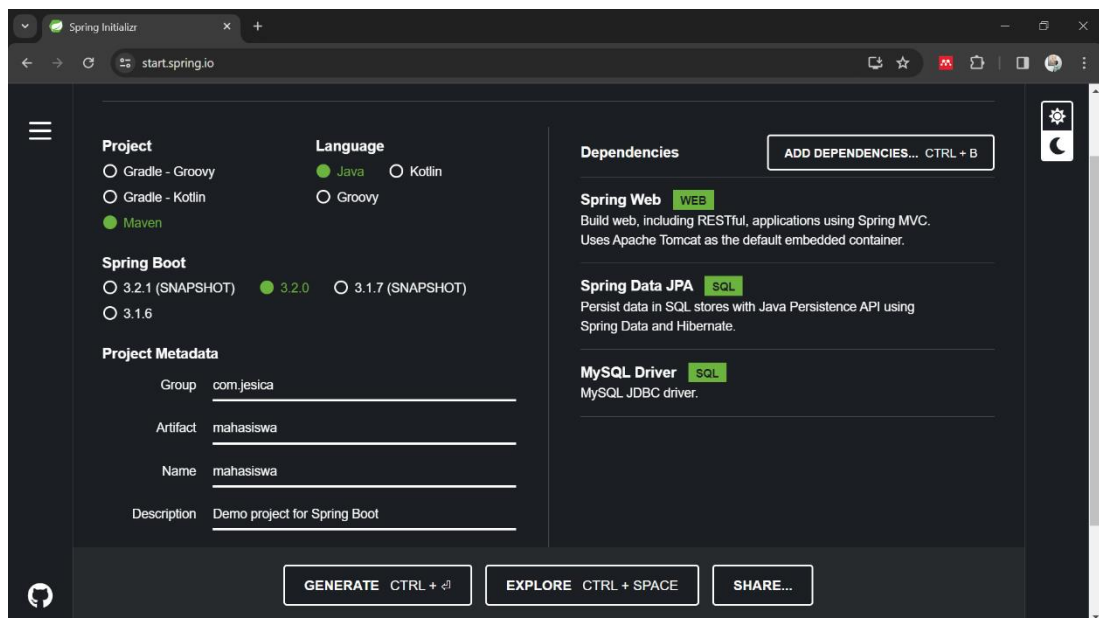 Spring Initializr
start.spring.io
Project
Gradle - Groovy
Gradle - Kotlin
Maven
Language
Java Kotlin
Groovy
Spring Boot
3.2.1 (SNAPSHOT) 3.2.0 3.1.7 (SNAPSHOT)
3.1.6
Project Metadata
Group com.jesica
Artifact mahasiswa
Name mahasiswa
Description Demo project for Spring Boot
Dependencies ADD DEPENDENCIES... CTRL + B
Spring Web WEB
Build web, including RESTful, applications using Spring MVC.
Uses Apache Tomcat as the default embedded container.
Spring Data JPA SQL
Persist data in SQL stores with Java Persistence API using
Spring Data and Hibernate.
MySQL Driver SQL
MySQL JDBC driver.
GENERATE CTRL + ⏎ EXPLORE CTRL + SPACE SHARE...